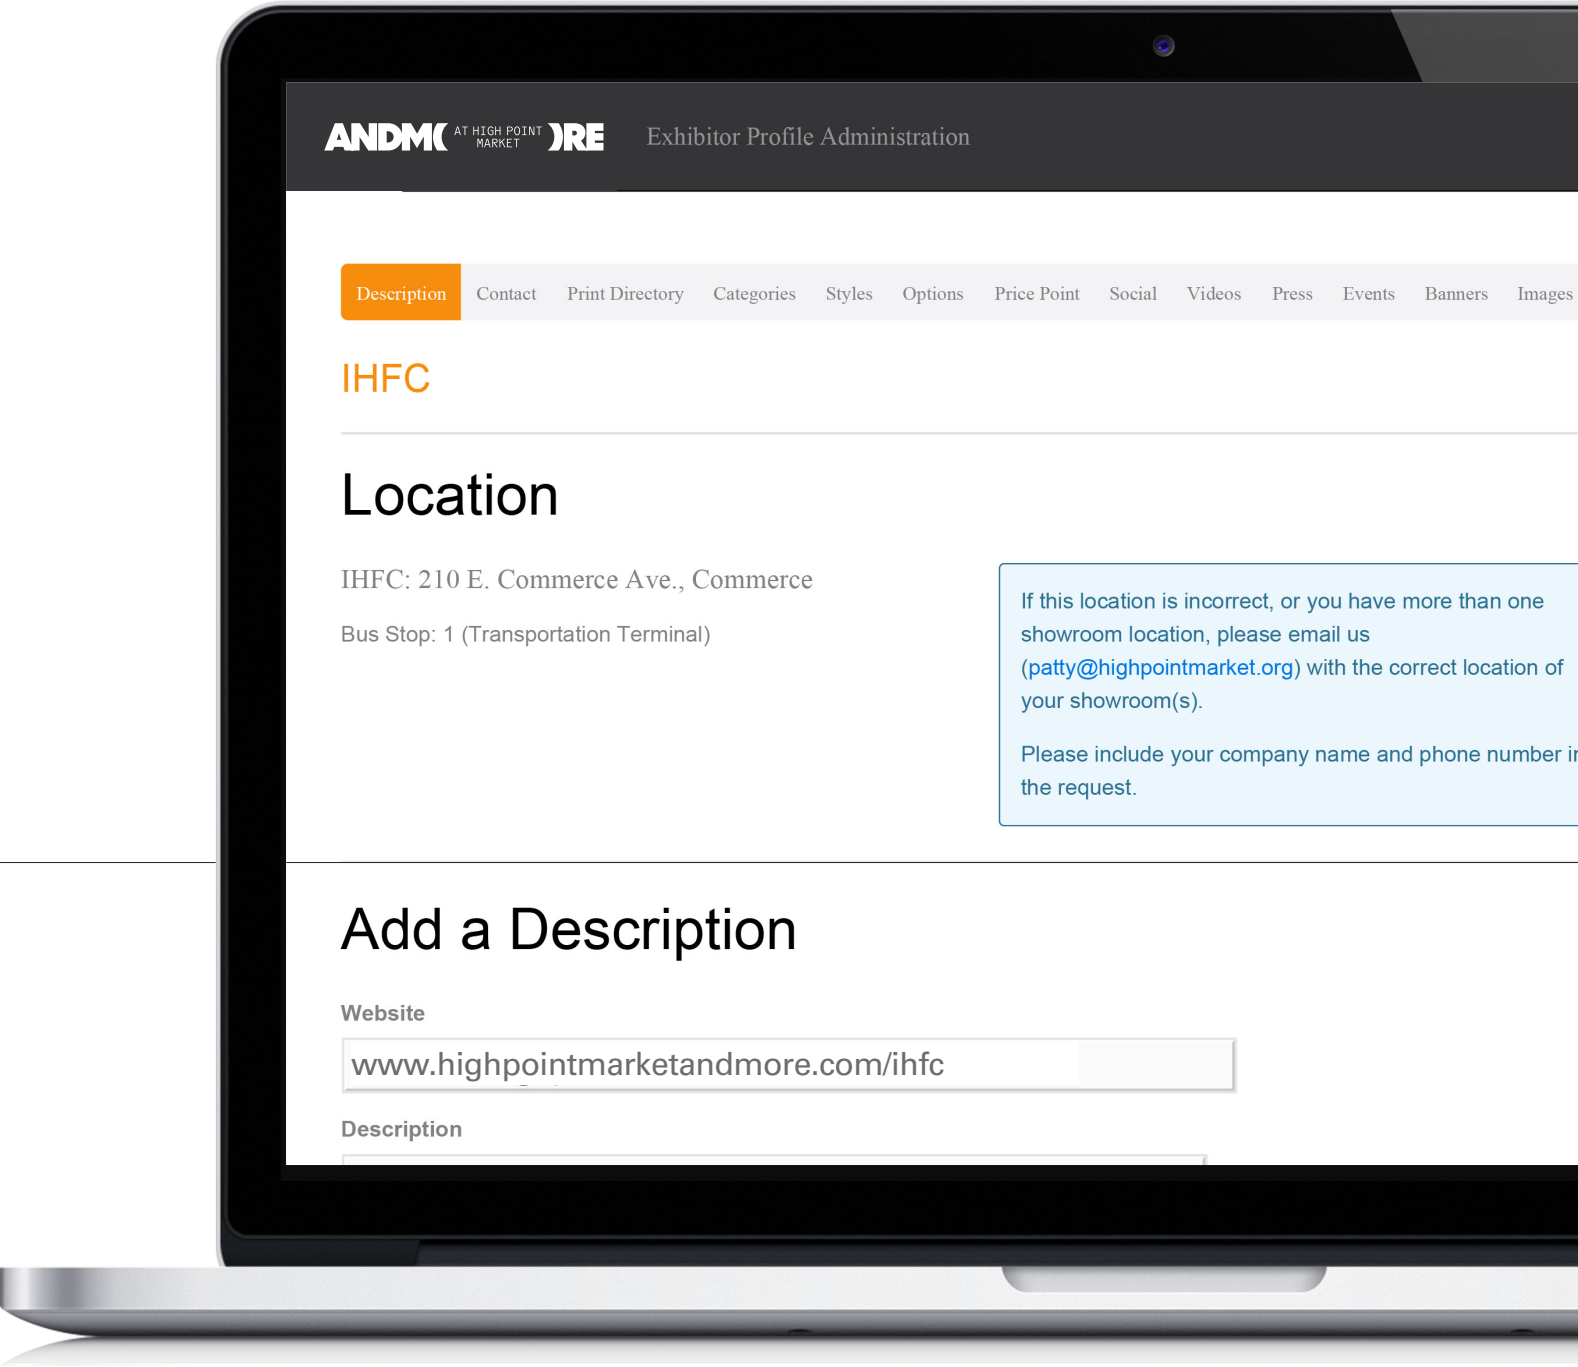 ANDMORE AT HIGH POINT MARKET
Exhibitor Profile Administration
Description Contact Print Directory Categories Styles Options Price Point Social Videos Press Events Banners Images
IHFC
Location
IHFC: 210 E. Commerce Ave., Commerce
Bus Stop: 1 (Transportation Terminal)
If this location is incorrect, or you have more than one
showroom location, please email us
(patty@highpointmarket.org) with the correct location of
your showroom(s).
Please include your company name and phone number in
the request.
Add a Description
Website
www.highpointmarketandmore.com/ihfc
Description